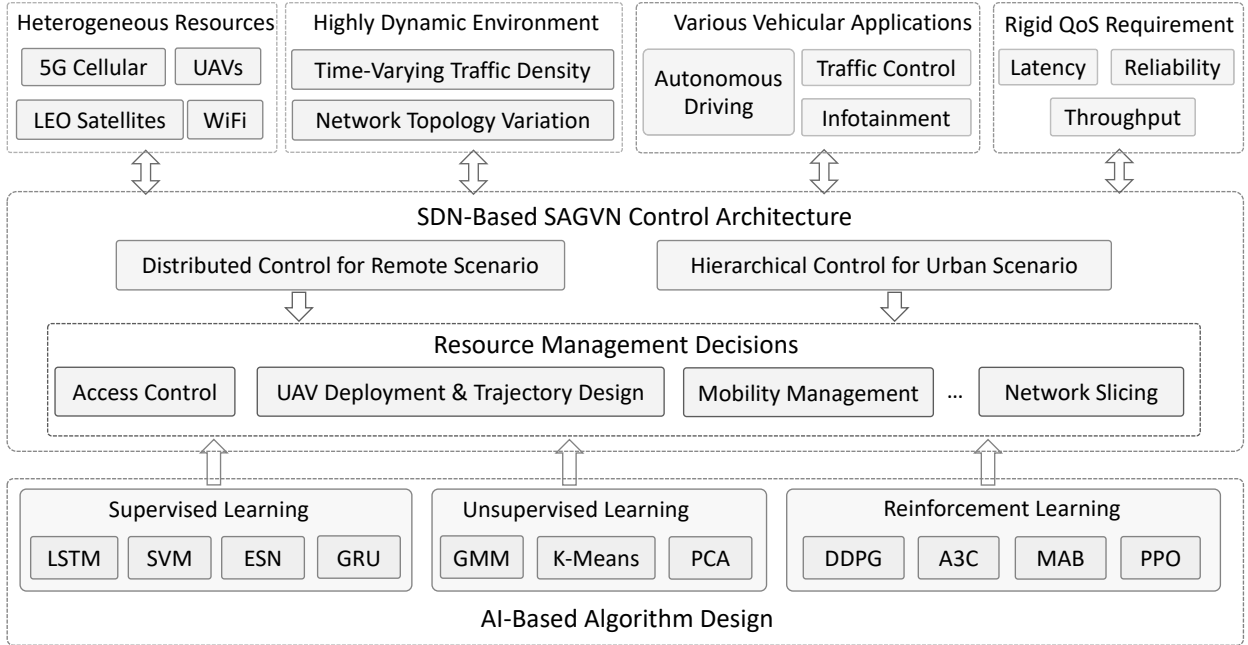 Heterogeneous Resources
5G Cellular
UAVs
LEO Satellites
WiFi
Highly Dynamic Environment
Time-Varying Traffic Density
Network Topology Variation
Various Vehicular Applications
Autonomous
Driving
Traffic Control
Infotainment
Rigid QoS Requirement
Latency
Reliability
Throughput
SDN-Based SAGVN Control Architecture
Distributed Control for Remote Scenario
Hierarchical Control for Urban Scenario
Resource Management Decisions
Access Control
UAV Deployment & Trajectory Design
Mobility Management
...
Network Slicing
Supervised Learning
LSTM
SVM
ESN
GRU
Unsupervised Learning
GMM
K-Means
PCA
Reinforcement Learning
DDPG
A3C
MAB
PPO
AI-Based Algorithm Design